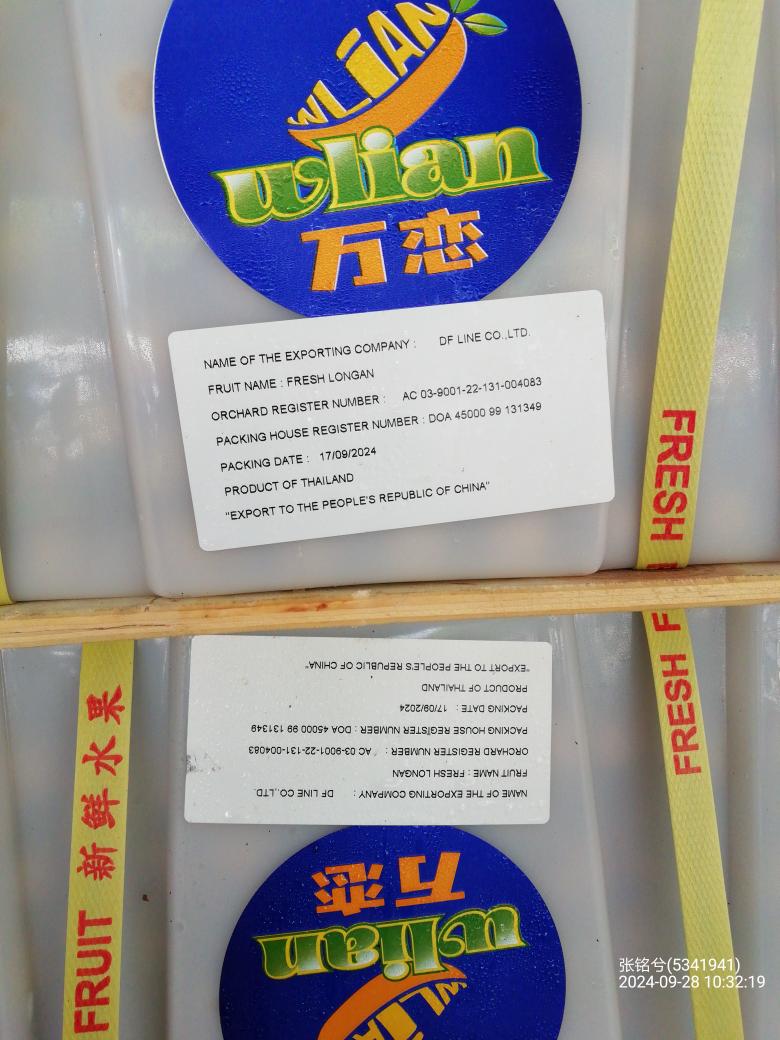 WLIAN
wlian
万恋
NAME OF THE EXPORTING COMPANY : DF LINE CO.,LTD.
FRUIT NAME : FRESH LONGAN
ORCHARD REGISTER NUMBER : AC 03-9001-22-131-004083
PACKING HOUSE REGISTER NUMBER : DOA 45000 99 131349
PACKING DATE : 17/09/2024
PRODUCT OF THAILAND
"EXPORT TO THE PEOPLE'S REPUBLIC OF CHINA"
FRESH F
FRESH F
FRUIT 新鲜水果
NAME OF THE EXPORTING COMPANY : DF LINE CO.,LTD.
FRUIT NAME : FRESH LONGAN
ORCHARD REGISTER NUMBER : AC 03-9001-22-131-004083
PACKING HOUSE REGISTER NUMBER : DOA 45000 99 131349
PACKING DATE : 17/09/2024
PRODUCT OF THAILAND
"EXPORT TO THE PEOPLE'S REPUBLIC OF CHINA"
万恋
wlian
WLIA
张铭兮(5341941)
2024-09-28 10:32:19